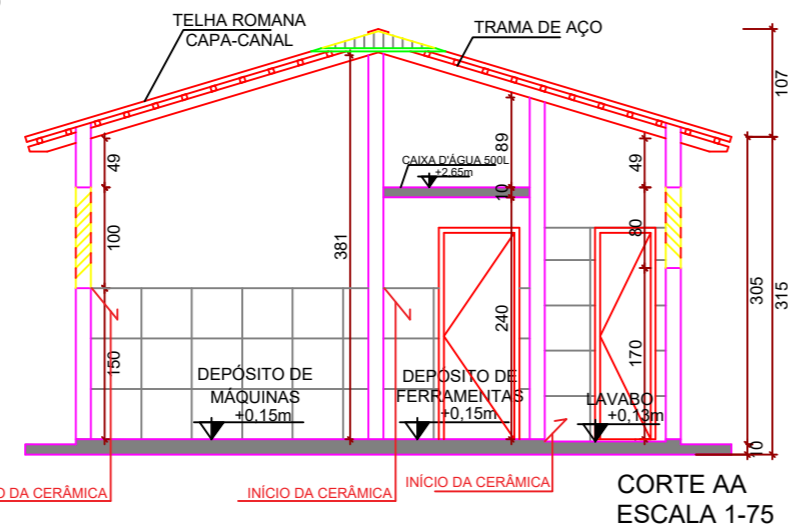 TELHA ROMANA
CAPA-CANAL
TRAMA DE AÇO
107
49
89
49
CAIXA D'ÁGUA 500L
+2.65m
10
100
381
80
305
315
240
150
170
DEPÓSITO DE
MÁQUINAS
+0,15m
DEPÓSITO DE
FERRAMENTAS
+0,15m
LAVABO
+0,13m
10
O DA CERÂMICA
INÍCIO DA CERÂMICA
INÍCIO DA CERÂMICA
CORTE AA
ESCALA 1-75